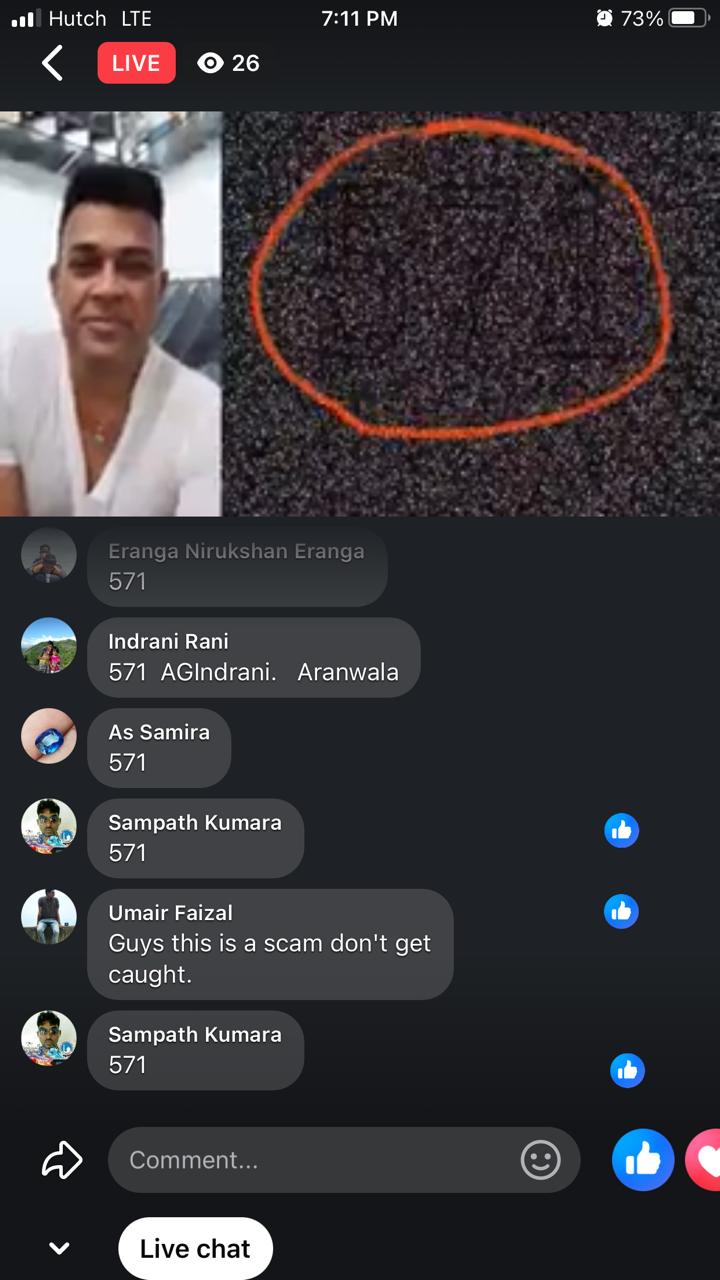 Hutch LTE 7:11 PM 73%
LIVE 26
Eranga Nirukshan Eranga
571
Indrani Rani
571 AGIndrani. Aranwala
As Samira
571
Sampath Kumara
571
Umair Faizal
Guys this is a scam don't get
caught.
Sampath Kumara
571
Comment...
Live chat